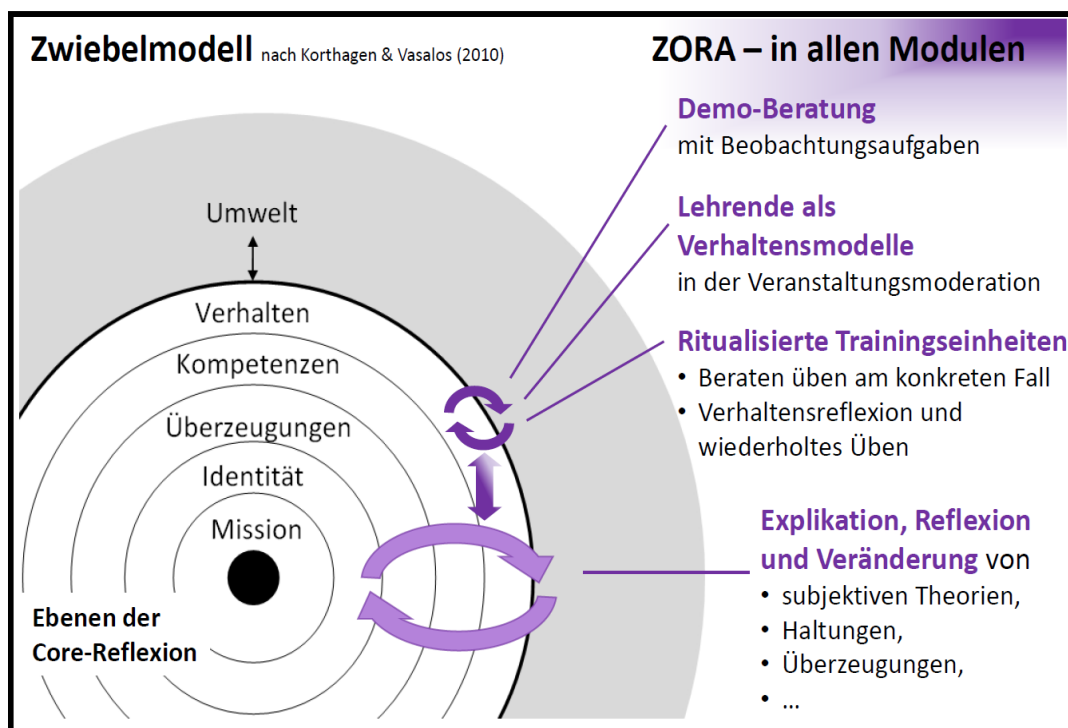 Zwiebelmodell nach Korthagen & Vasalos (2010)
Umwelt
Verhalten
Kompetenzen
Überzeugungen
Identität
Mission
Ebenen der
Core-Reflexion
ZORA – in allen Modulen
Demo-Beratung
mit Beobachtungsaufgaben
Lehrende als
Verhaltensmodelle
in der Veranstaltungsmoderation
Ritualisierte Trainingseinheiten
• Beraten üben am konkreten Fall
• Verhaltensreflexion und
wiederholtes Üben
Explikation, Reflexion
und Veränderung von
• subjektiven Theorien,
• Haltungen,
• Überzeugungen,
• ...